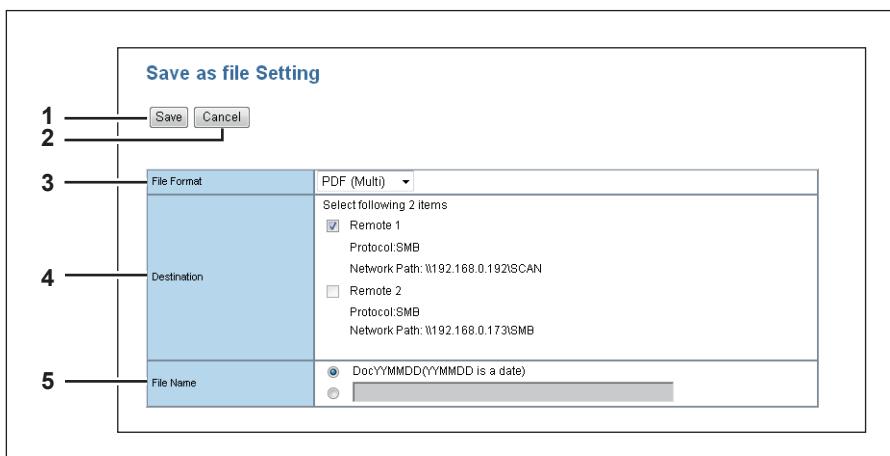 Save as file Setting
1
Save Cancel
2
3
File Format
PDF (Multi)
4
Destination
Select following 2 items
Remote 1
Protocol:SMB
Network Path: \\192.168.0.192\SCAN
Remote 2
Protocol:SMB
Network Path: \\192.168.0.173\SMB
5
File Name
DocYYMMDD(YYMMDD is a date)